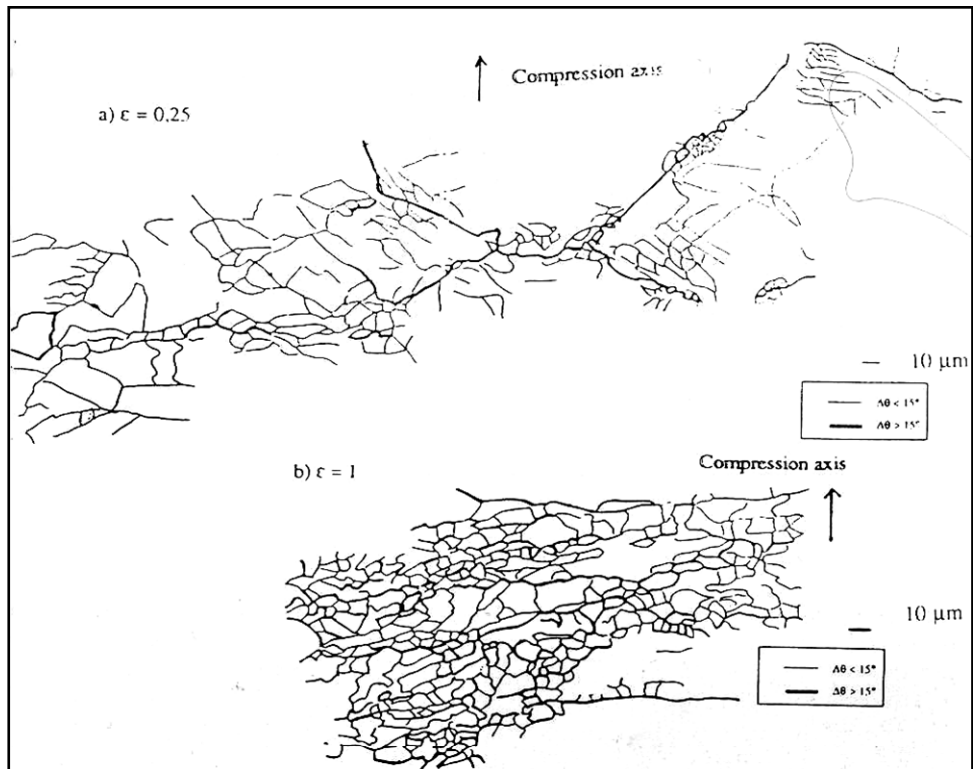 Compression axis
a) ε = 0,25
10 μm
Δθ < 15°
Δθ > 15°
b) ε = 1
Compression axis
10 μm
Δθ < 15°
Δθ > 15°